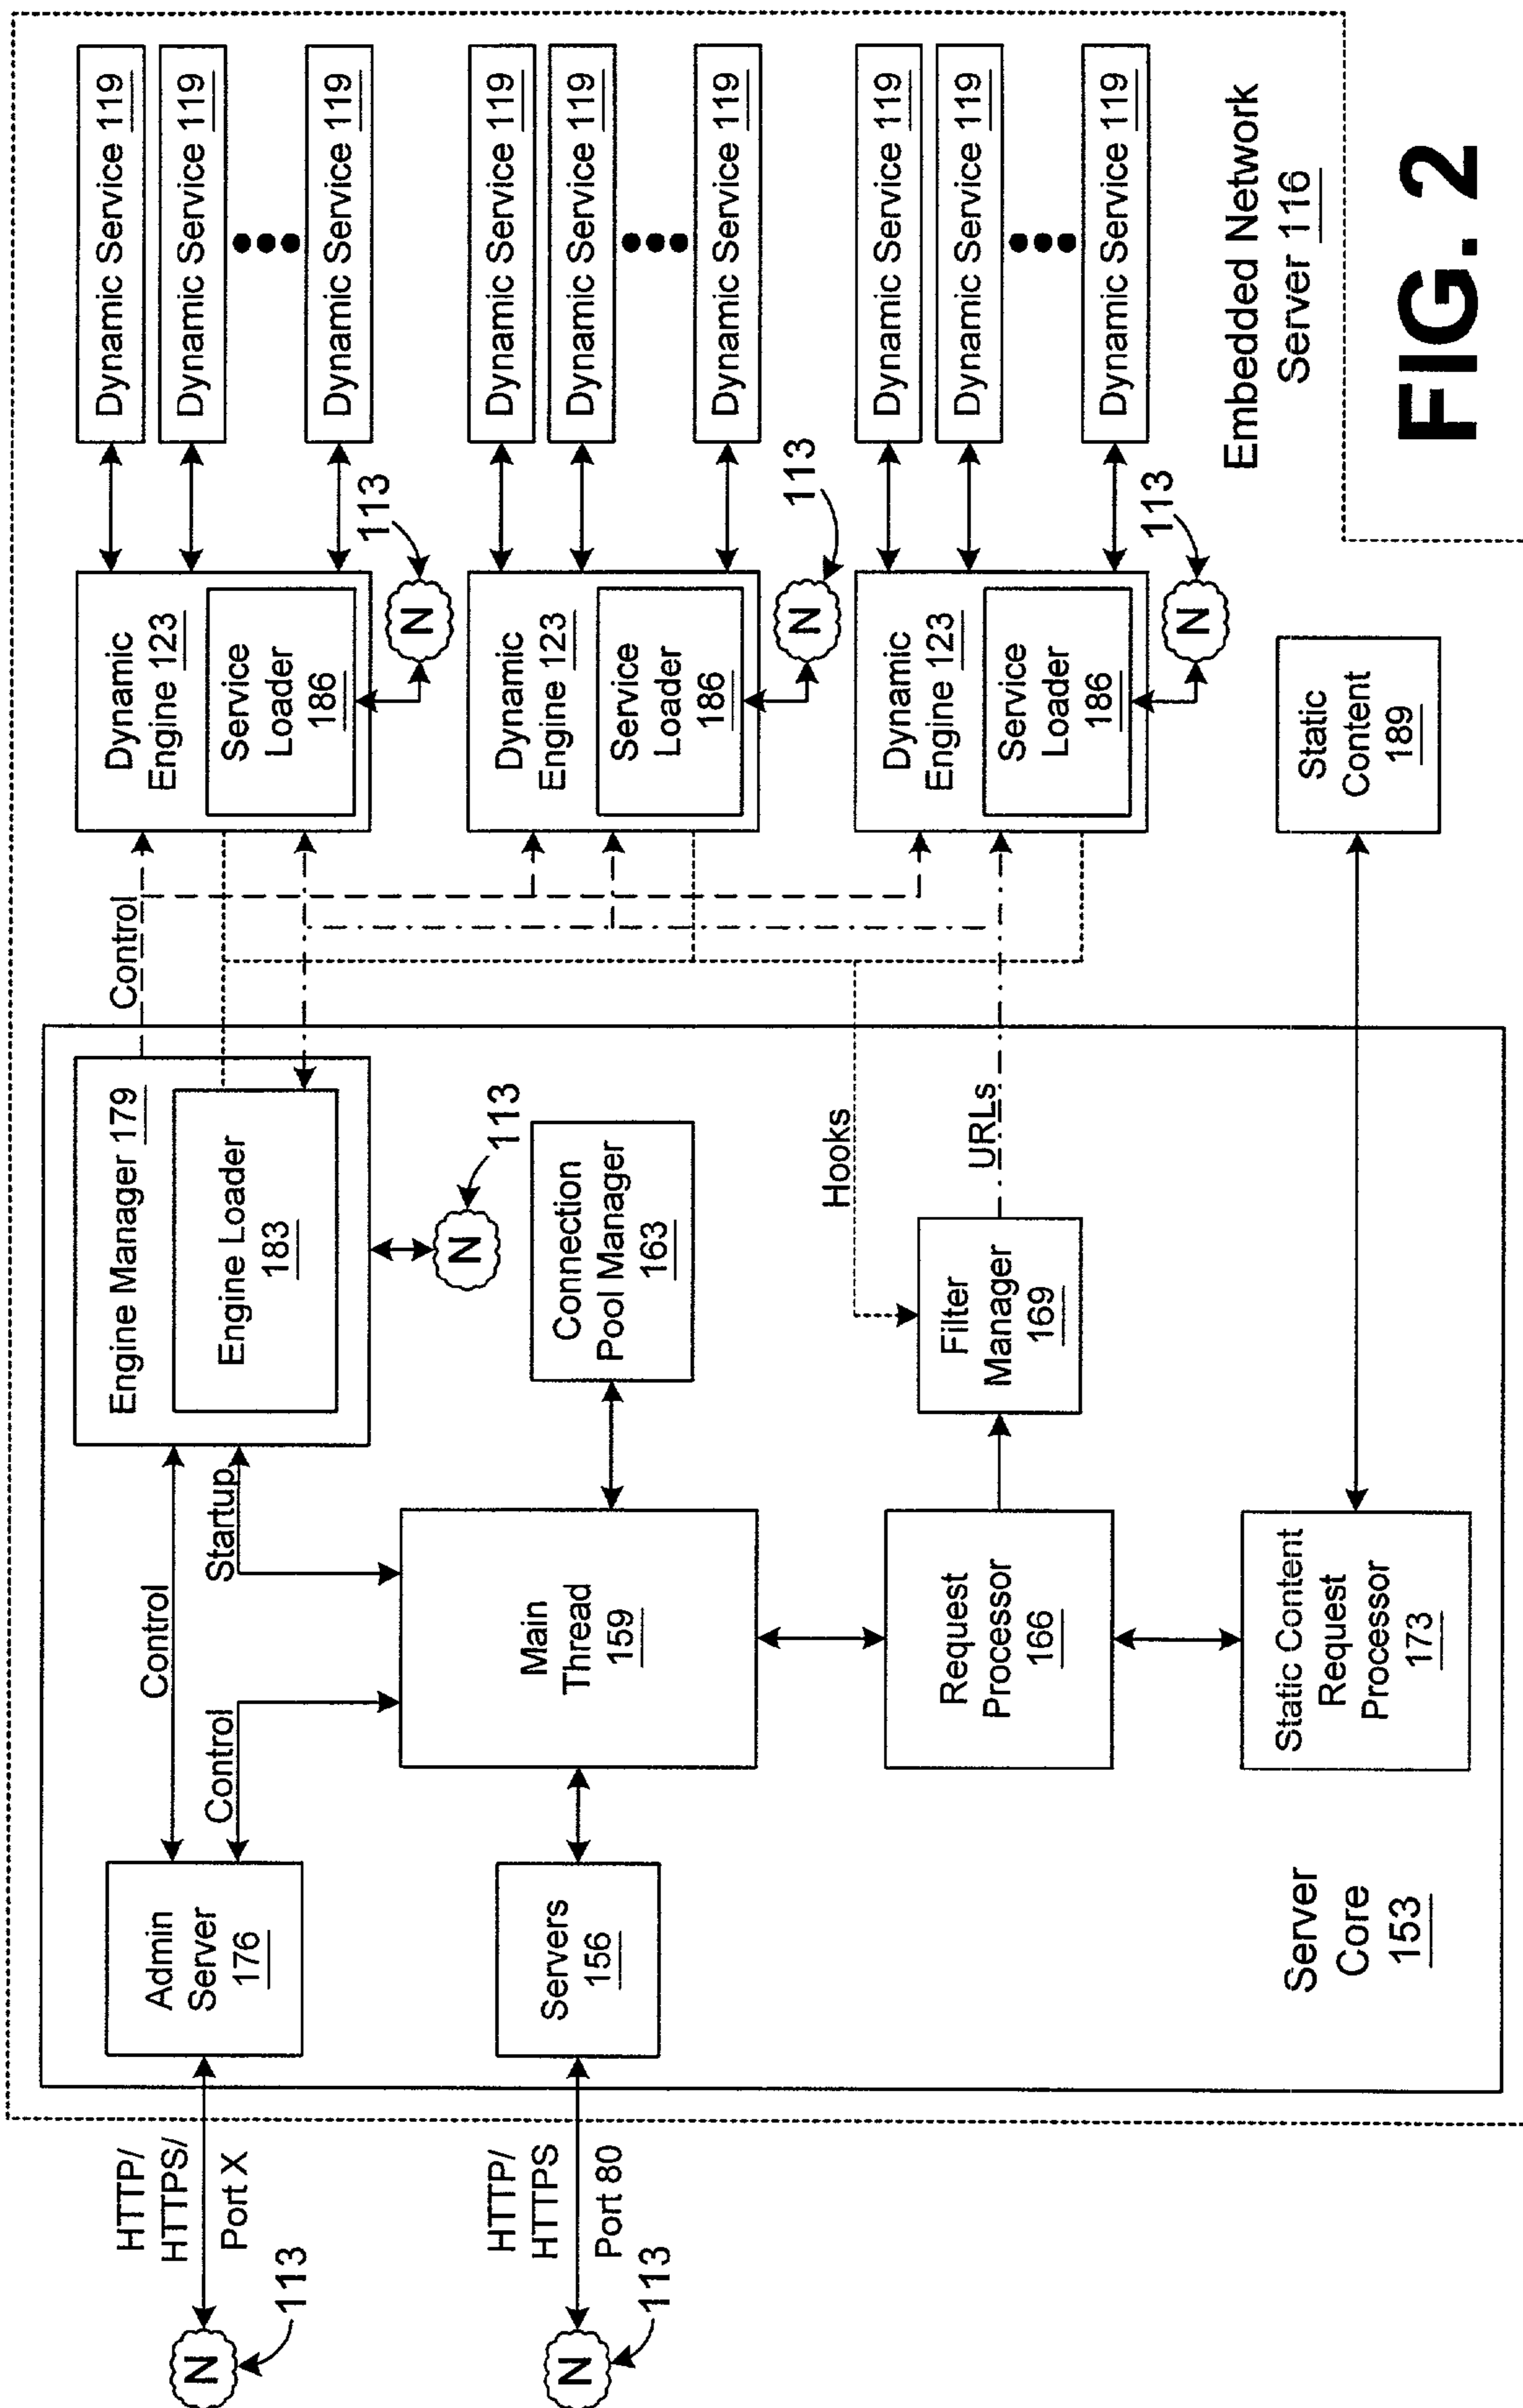 HTTP/
HTTPS/
Port X
N
113
HTTP/
HTTPS
Port 80
N
113
Admin
Server
176
Servers
156
Control
Control
Startup
Main
Thread
159
Request
Processor
166
Static Content
Request
Processor
173
Server
Core
153
Engine Manager 179
Engine Loader
183
N
113
Connection
Pool Manager
163
Filter
Manager
169
Hooks
URLs
Control
Dynamic
Engine 123
Service
Loader
186
N
113
Dynamic Service 119
Dynamic Service 119
Dynamic Service 119
Dynamic
Engine 123
Service
Loader
186
N
113
Dynamic Service 119
Dynamic Service 119
Dynamic Service 119
Dynamic
Engine 123
Service
Loader
186
N
113
Dynamic Service 119
Dynamic Service 119
Dynamic Service 119
Static
Content
189
Embedded Network
Server 116
FIG. 2